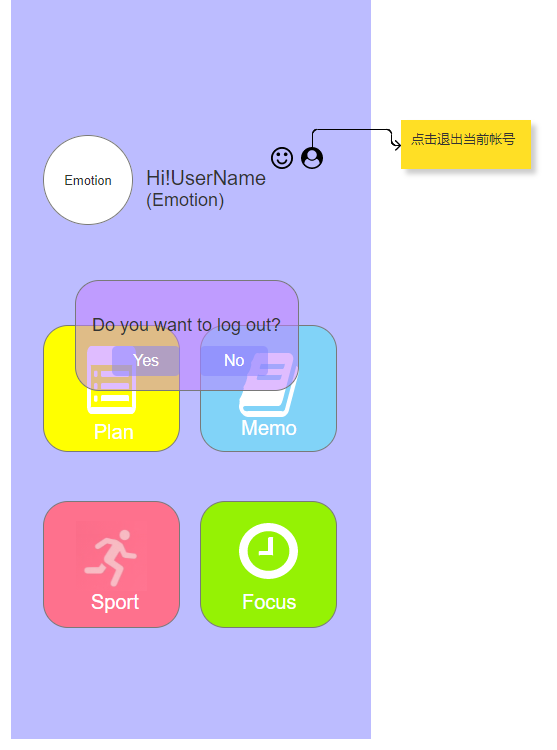 点击退出当前帐号
Emotion
Hi!UserName
(Emotion)
Do you want to log out?
Yes
No
Plan
Memo
Sport
Focus